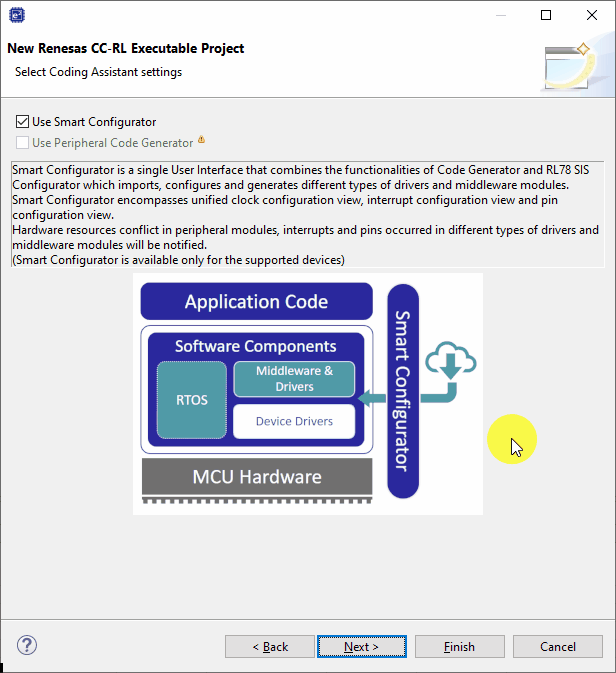 New Renesas CC-RL Executable Project
Select Coding Assistant settings
Use Smart Configurator
Use Peripheral Code Generator
Smart Configurator is a single User Interface that combines the functionalities of Code Generator and RL78 SIS
Configurator which imports, configures and generates different types of drivers and middleware modules.
Smart Configurator encompasses unified clock configuration view, interrupt configuration view and pin
configuration view.
Hardware resources conflict in peripheral modules, interrupts and pins occurred in different types of drivers and
middleware modules will be notified.
(Smart Configurator is available only for the supported devices)
Application Code
Software Components
RTOS
Middleware &
Drivers
Device Drivers
MCU Hardware
Smart Configurator
?
< Back
Next >
Finish
Cancel